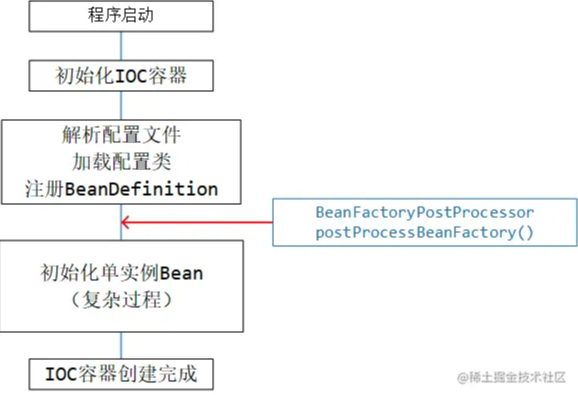 程序启动
初始化IOC容器
解析配置文件
加载配置类
注册BeanDefinition
BeanFactoryPostProcessor
postProcessBeanFactory()
初始化单实例Bean
（复杂过程）
IOC容器创建完成
@稀土掘金技术社区